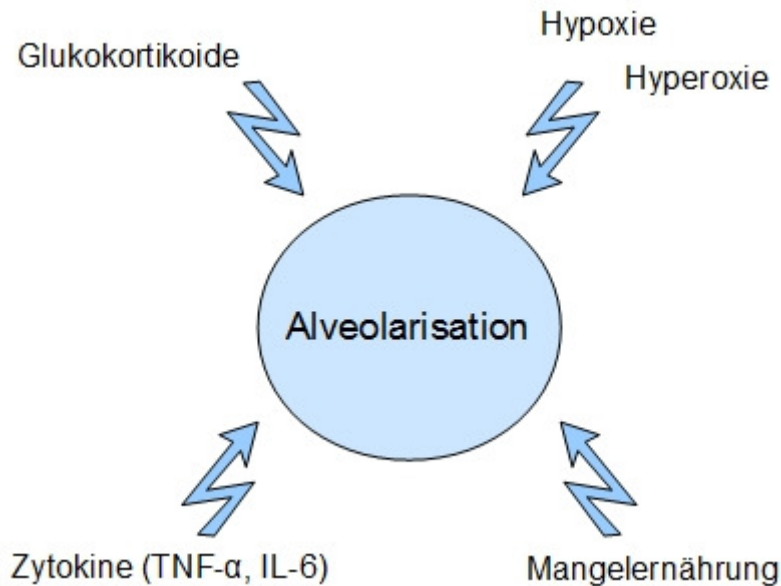 Hypoxie
Glukokortikoide
Hyperoxie
Alveolarisation
Zytokine (TNF-α, IL-6)
Mangelernährung